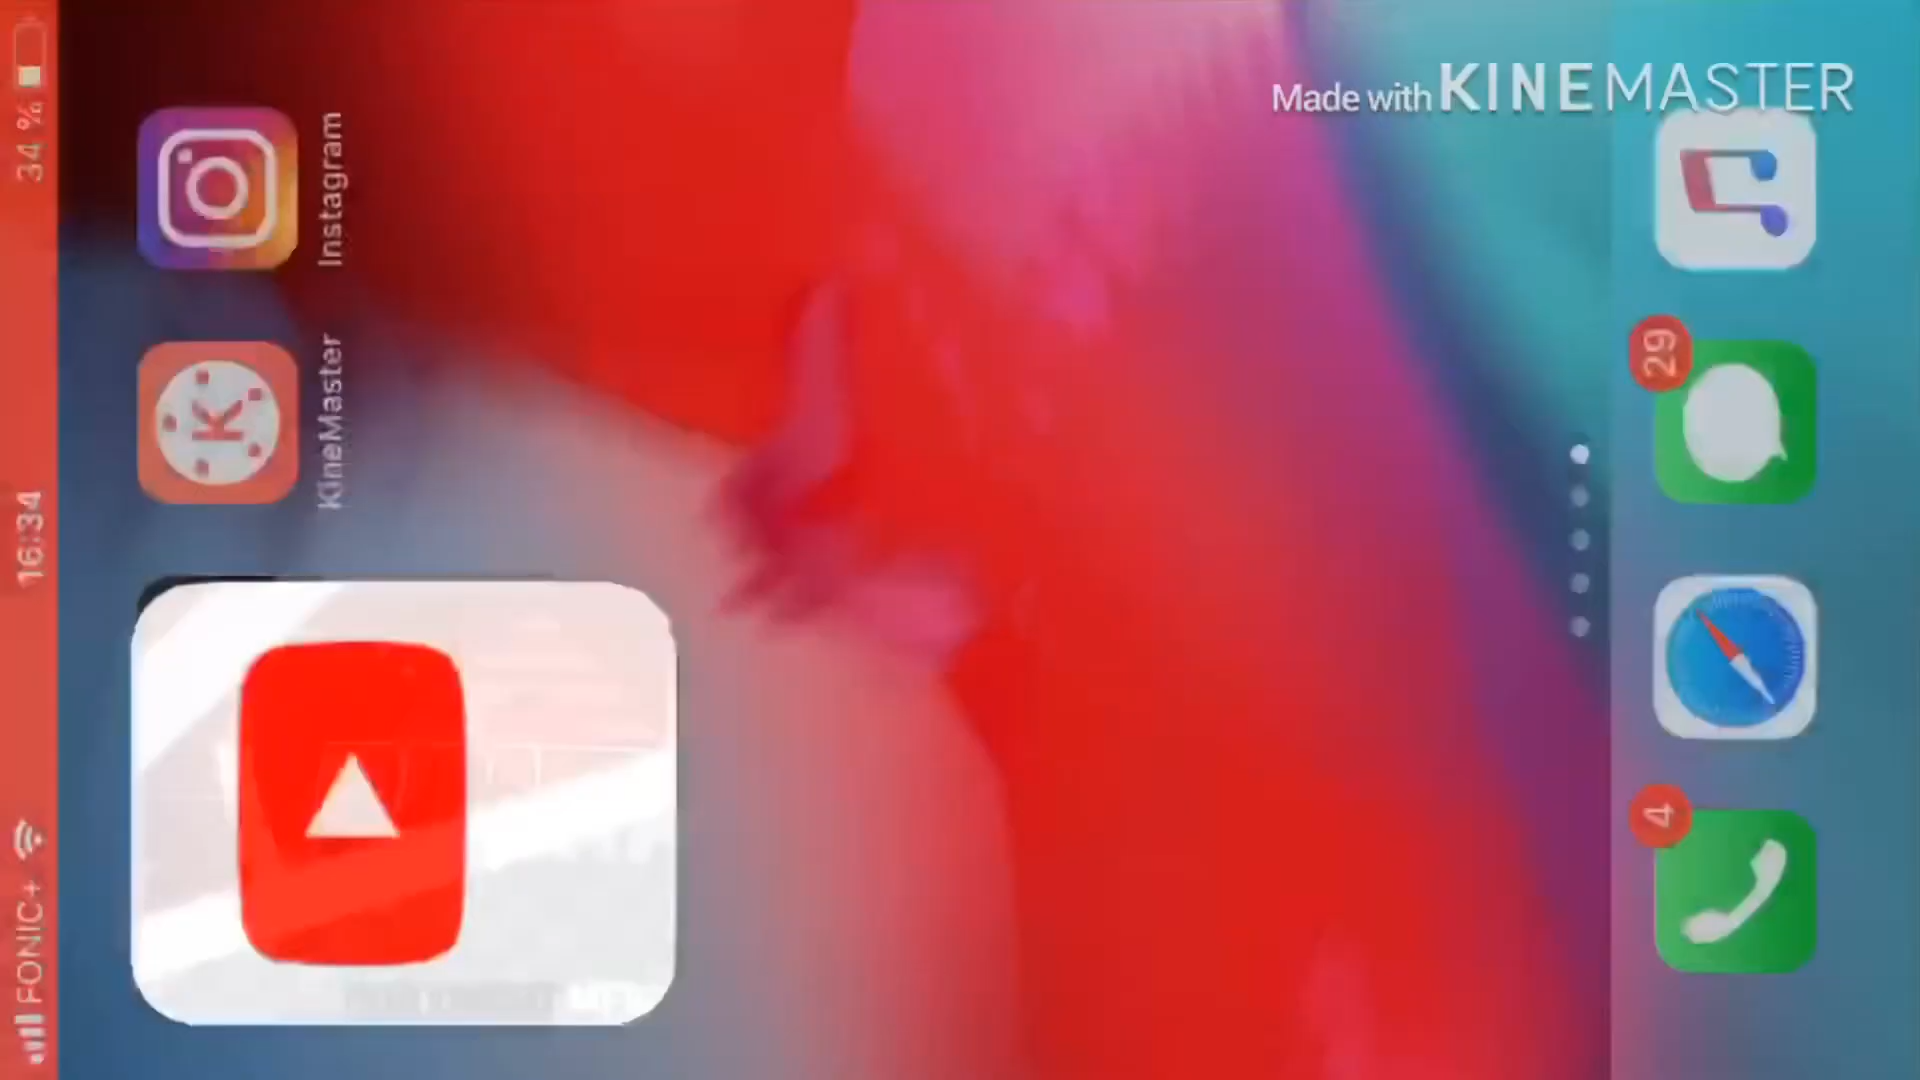 Made with KINEMASTER
FONIC+
16:34
34 %
KineMaster
Instagram
4
29